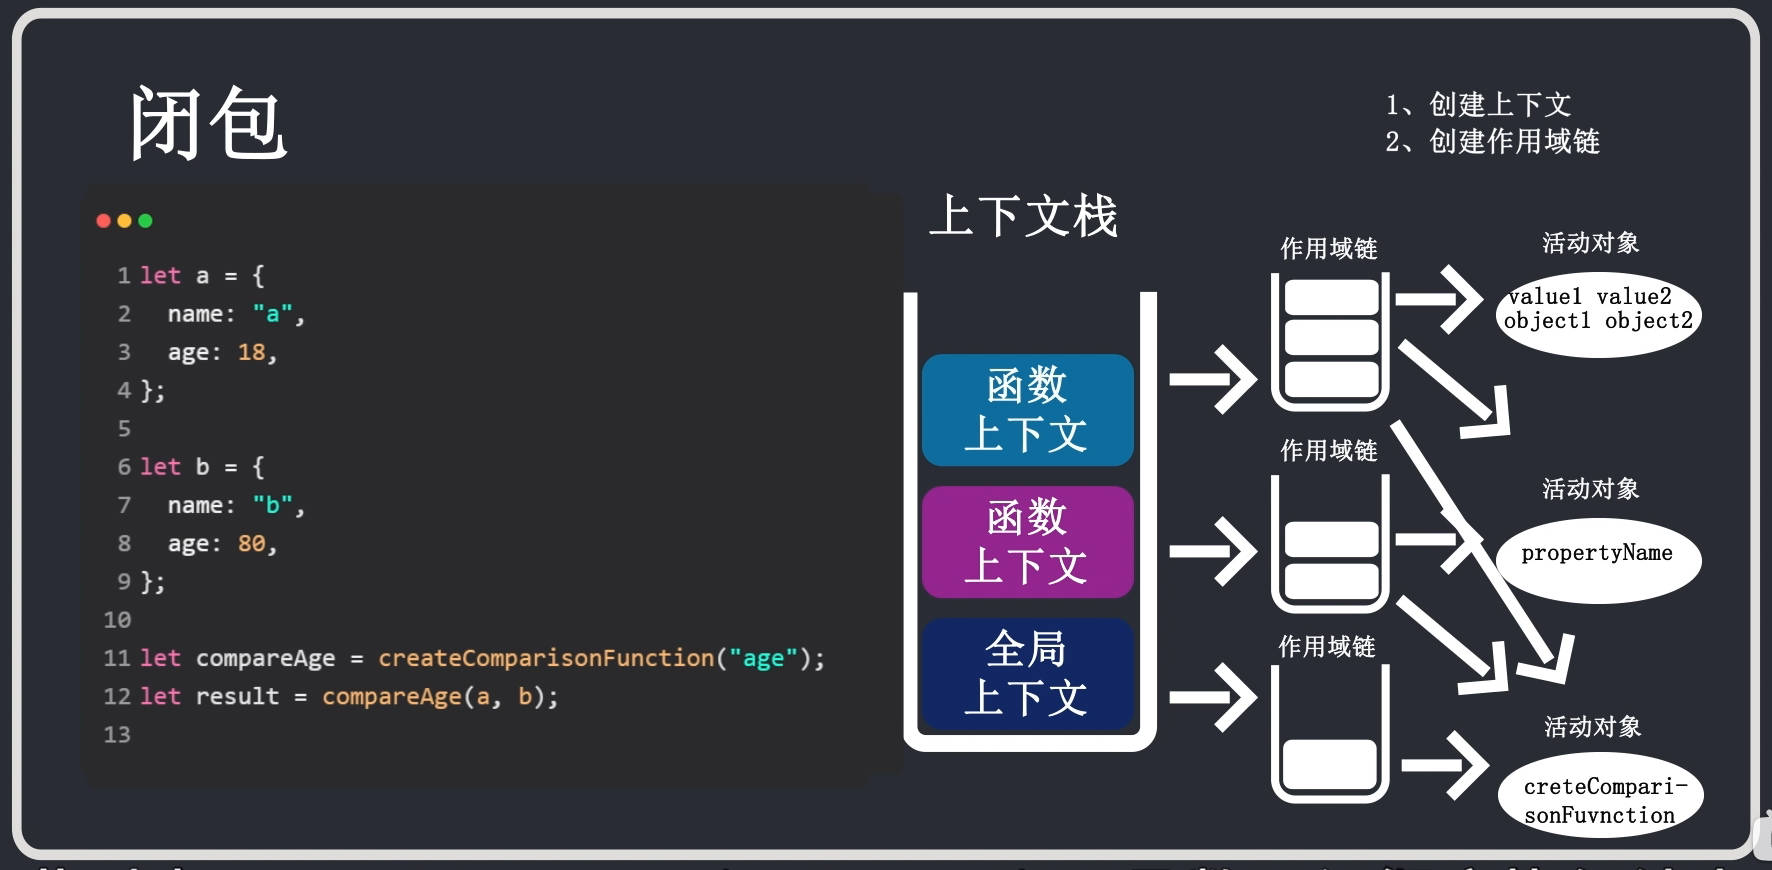 闭包
1、创建上下文
2、创建作用域链
1 let a = {
2 name: "a",
3 age: 18,
4 };
5
6 let b = {
7 name: "b",
8 age: 80,
9 };
10
11 let compareAge = createComparisonFunction("age");
12 let result = compareAge(a, b);
13
上下文栈
函数
上下文
函数
上下文
全局
上下文
作用域链
作用域链
作用域链
活动对象
value1 value2
object1 object2
活动对象
propertyName
活动对象
creteCompari-
sonFuvnction